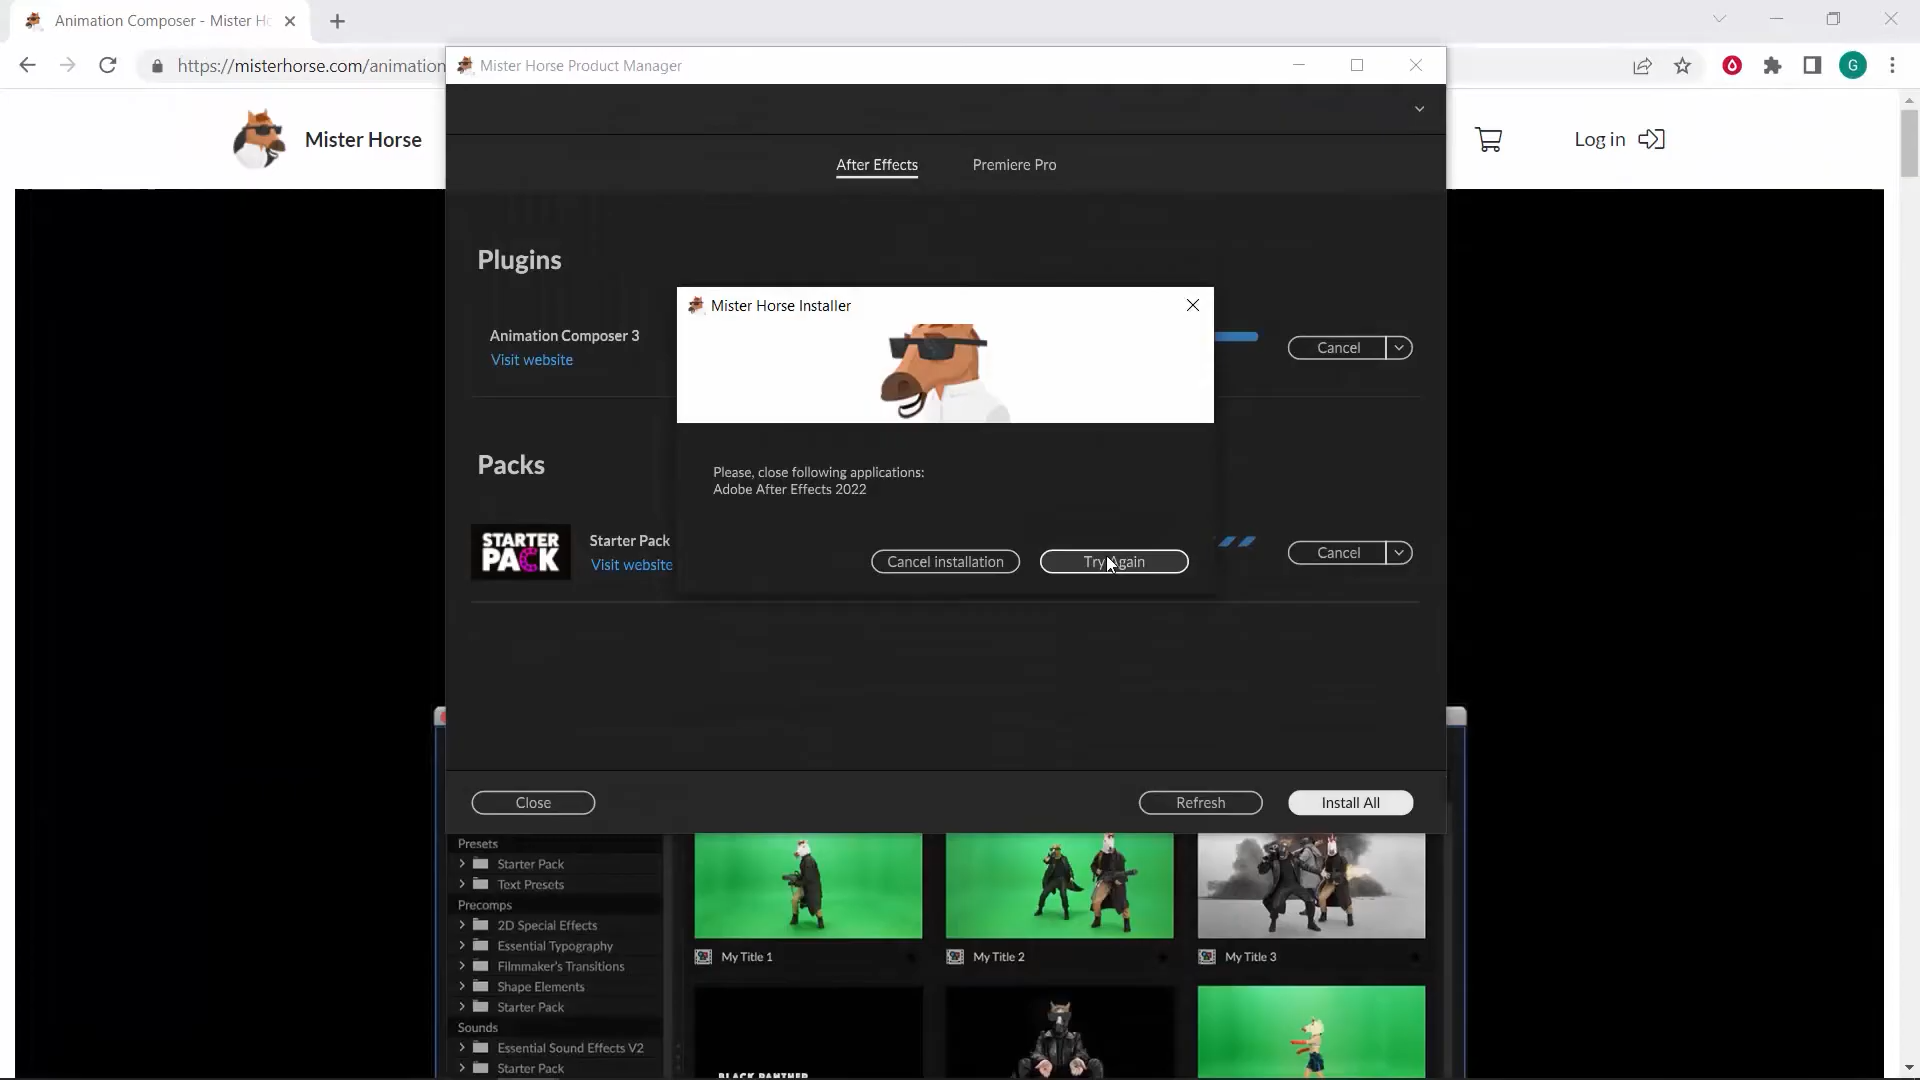 Animation Composer - Mister Ho
https://misterhorse.com/animation
G
Mister Horse Product Manager
Mister Horse
Log in
After Effects
Premiere Pro
Plugins
Animation Composer 3
Visit website
Cancel
Mister Horse Installer
Please, close following applications:
Adobe After Effects 2022
Cancel installation
Try Again
Packs
STARTER
PACK
Starter Pack
Visit website
Cancel
Close
Refresh
Install All
Presets
Starter Pack
Text Presets
Precomps
2D Special Effects
Essential Typography
Filmmaker's Transitions
Shape Elements
Starter Pack
Sounds
Essential Sound Effects V2
Starter Pack
My Title 1
My Title 2
My Title 3
BLACK PANTHER